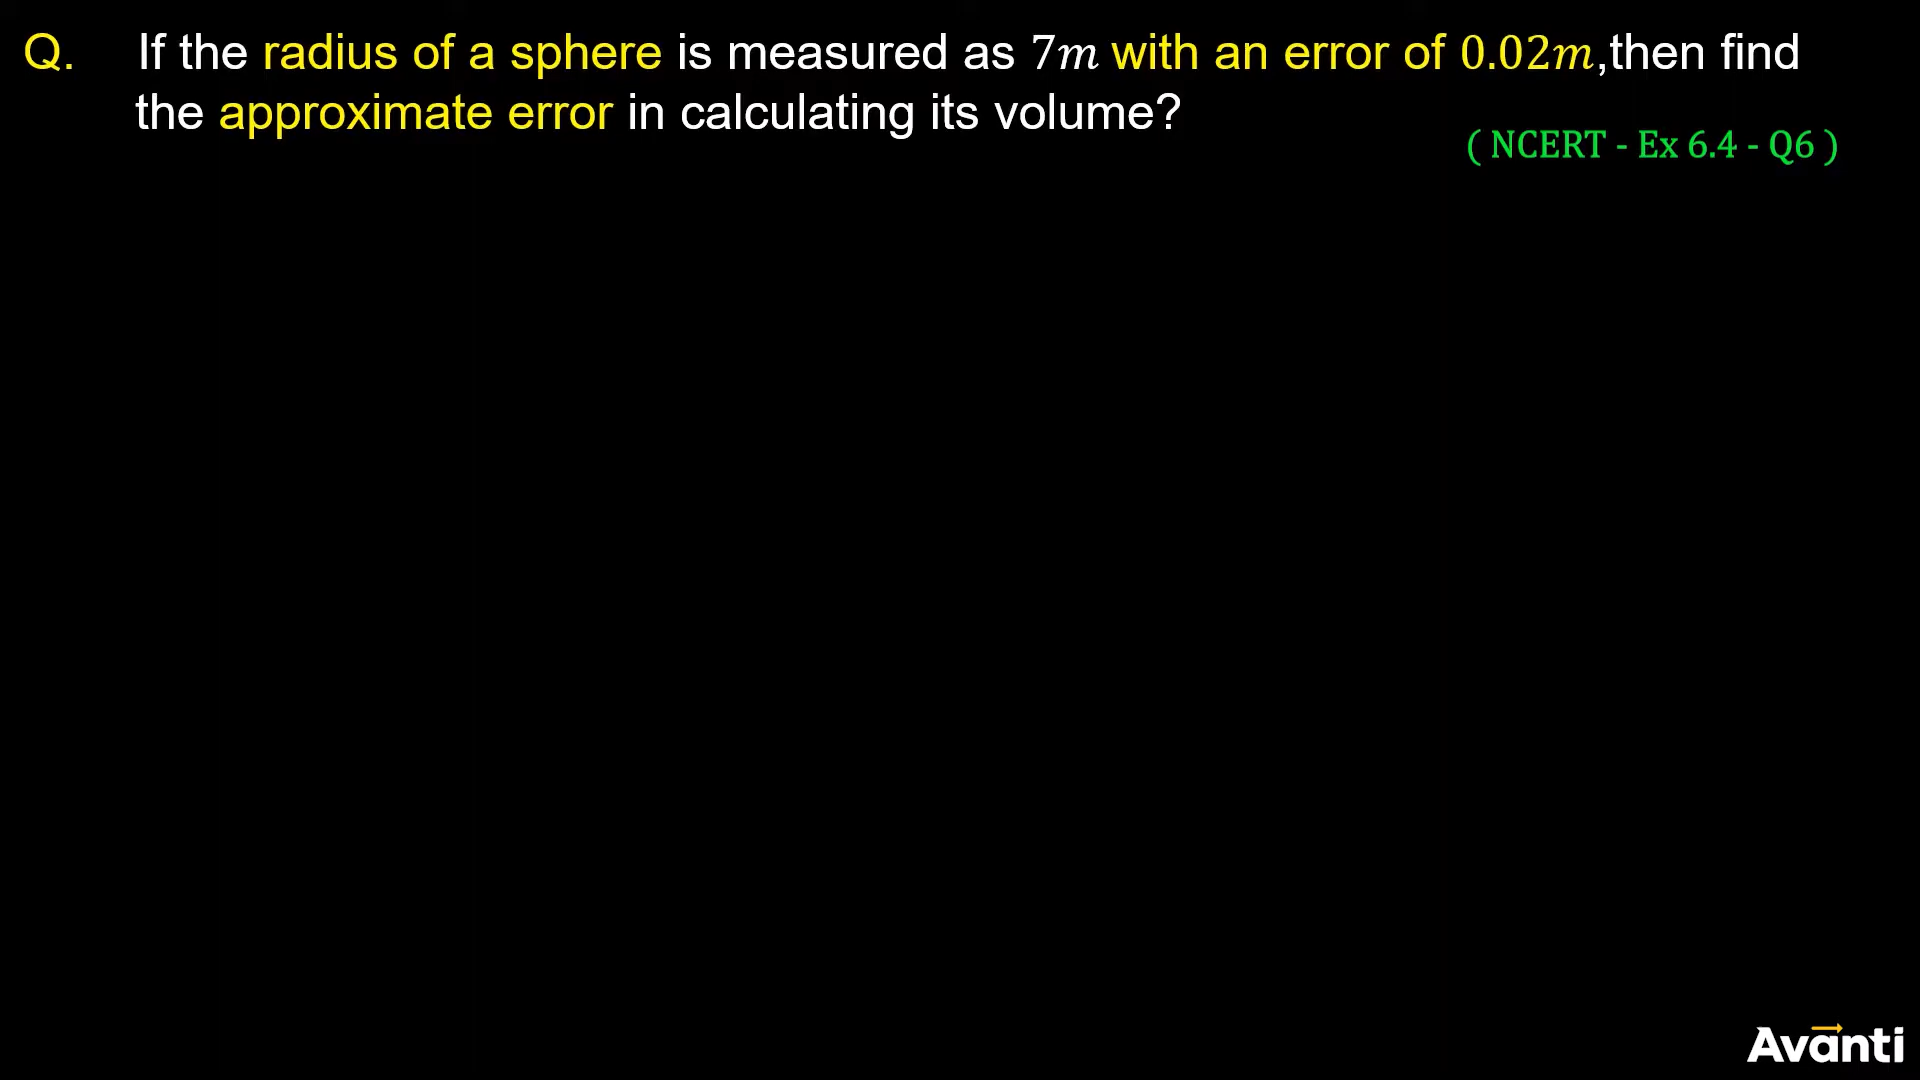 Q. If the radius of a sphere is measured as 7m with an error of 0.02m,then find
the approximate error in calculating its volume?
( NCERT - Ex 6.4 - Q6 )
Avanti